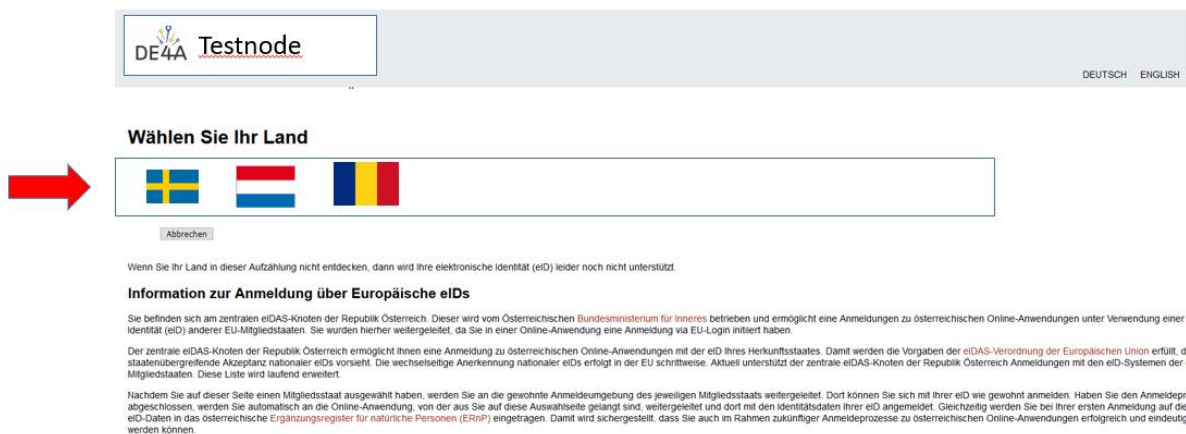 DE4A Testnode
DEUTSCH ENGLISH
Wählen Sie Ihr Land
Abbrechen
Wenn Sie Ihr Land in dieser Aufzählung nicht entdecken, dann wird Ihre elektronische Identität (eID) leider noch nicht unterstützt.
Information zur Anmeldung über Europäische eIDs
Sie befinden sich am zentralen eIDAS-Knoten der Republik Österreich. Dieser wird vom Österreichischen Bundesministerium für Inneres betrieben und ermöglicht eine Anmeldungen zu österreichischen Online-Anwendungen unter Verwendung einer
Identität (eID) anderer EU-Mitgliedstaaten. Sie wurden hierher weitergeleitet, da Sie in einer Online-Anwendung eine Anmeldung via EU-Login initiiert haben.
Der zentrale eIDAS-Knoten der Republik Österreich ermöglicht Ihnen eine Anmeldung zu österreichischen Online-Anwendungen mit der eID Ihres Herkunftsstaates. Damit werden die Vorgaben der eIDAS-Verordnung der Europäischen Union erfüllt, d
staatenübergreifende Akzeptanz nationaler eIDs vorsieht. Die wechselseitige Anerkennung nationaler eIDs erfolgt in der EU schrittweise. Aktuell unterstützt der zentrale eIDAS-Knoten der Republik Österreich Anmeldungen mit den eID-Systemen der
Mitgliedstaaten. Diese Liste wird laufend erweitert.
Nachdem Sie auf dieser Seite einen Mitgliedsstaat ausgewählt haben, werden Sie an die gewohnte Anmeldeumgebung des jeweiligen Mitgliedsstaats weitergeleitet. Dort können Sie sich mit Ihrer eID wie gewohnt anmelden. Haben Sie den Anmeldepr
abgeschlossen, werden Sie automatisch an die Online-Anwendung, von der aus Sie auf diese Auswahlseite gelangt sind, weitergeleitet und dort mit den Identitätsdaten Ihrer eID angemeldet. Gleichzeitig werden Sie bei Ihrer ersten Anmeldung auf die
eID-Daten in das österreichische Ergänzungsregister für natürliche Personen (ERnP) eingetragen. Damit wird sichergestellt, dass Sie auch im Rahmen zukünftiger Anmeldeprozesse zu österreichischen Online-Anwendungen erfolgreich und eindeutig
werden können.